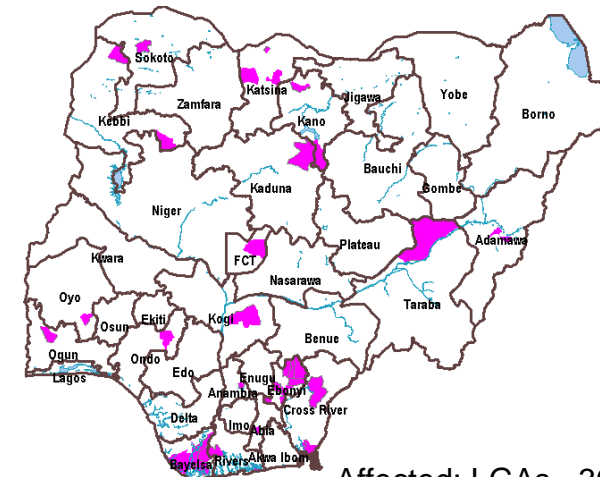 Sokoto
Katsina
Jigawa
Yobe
Borno
Zamfara
Kebbi
Kano
Bauchi
Gombe
Kaduna
Niger
Adamawa
Plateau
FCT
Kwara
Nasarawa
Taraba
Oyo
Osun
Ekiti
Kogi
Benue
Ogun
Ondo
Edo
Lagos
Enugu
Anambra
Ebonyi
Cross River
Delta
Imo
Abia
Bayelsa
Rivers
Akwa Ibom
Affected: LGAs